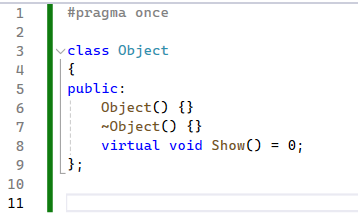 1 #pragma once
2
3 class Object
4 {
5 public:
6 Object() {}
7 ~Object() {}
8 virtual void Show() = 0;
9 };
10
11